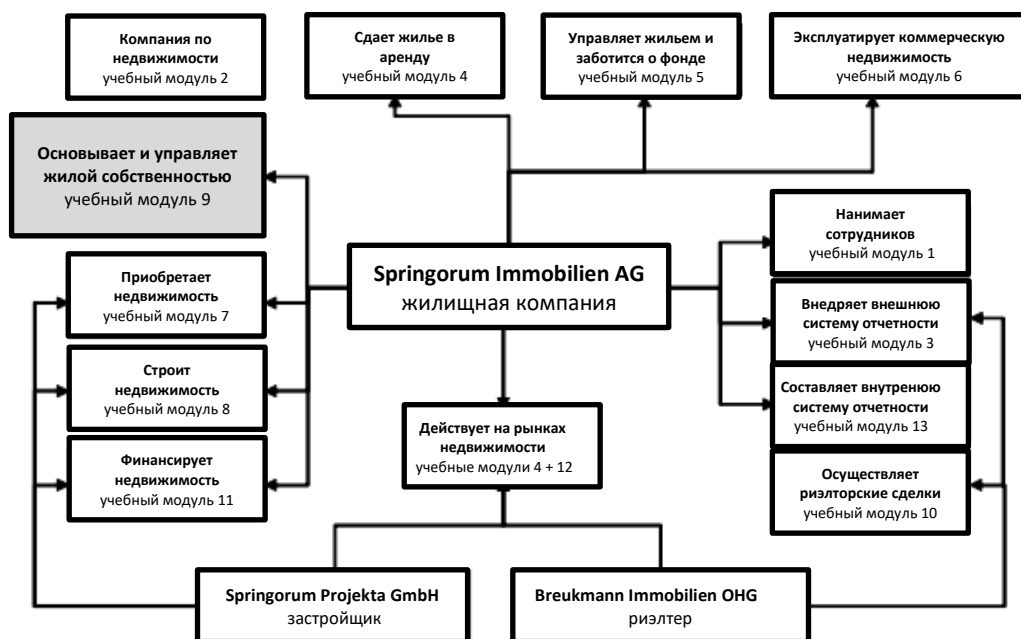 Компания по
недвижимости
учебный модуль 2
Сдает жилье в
аренду
учебный модуль 4
Управляет жильем и
заботится о фонде
учебный модуль 5
Эксплуатирует коммерческую
недвижимость
учебный модуль 6
Основывает и управляет
жилой собственностью
учебный модуль 9
Нанимает
сотрудников
учебный модуль 1
Springorum Immobilien AG
жилищная компания
Приобретает
недвижимость
учебный модуль 7
Внедряет внешнюю
систему отчетности
учебный модуль 3
Строит
недвижимость
учебный модуль 8
Составляет внутренюю
систему отчетности
учебный модуль 13
Действует на рынках
недвижимости
учебные модули 4 + 12
Финансирует
недвижимость
учебный модуль 11
Осуществляет
риэлторские сделки
учебный модуль 10
Springorum Projekta GmbH
застройщик
Breukmann Immobilien OHG
риэлтер